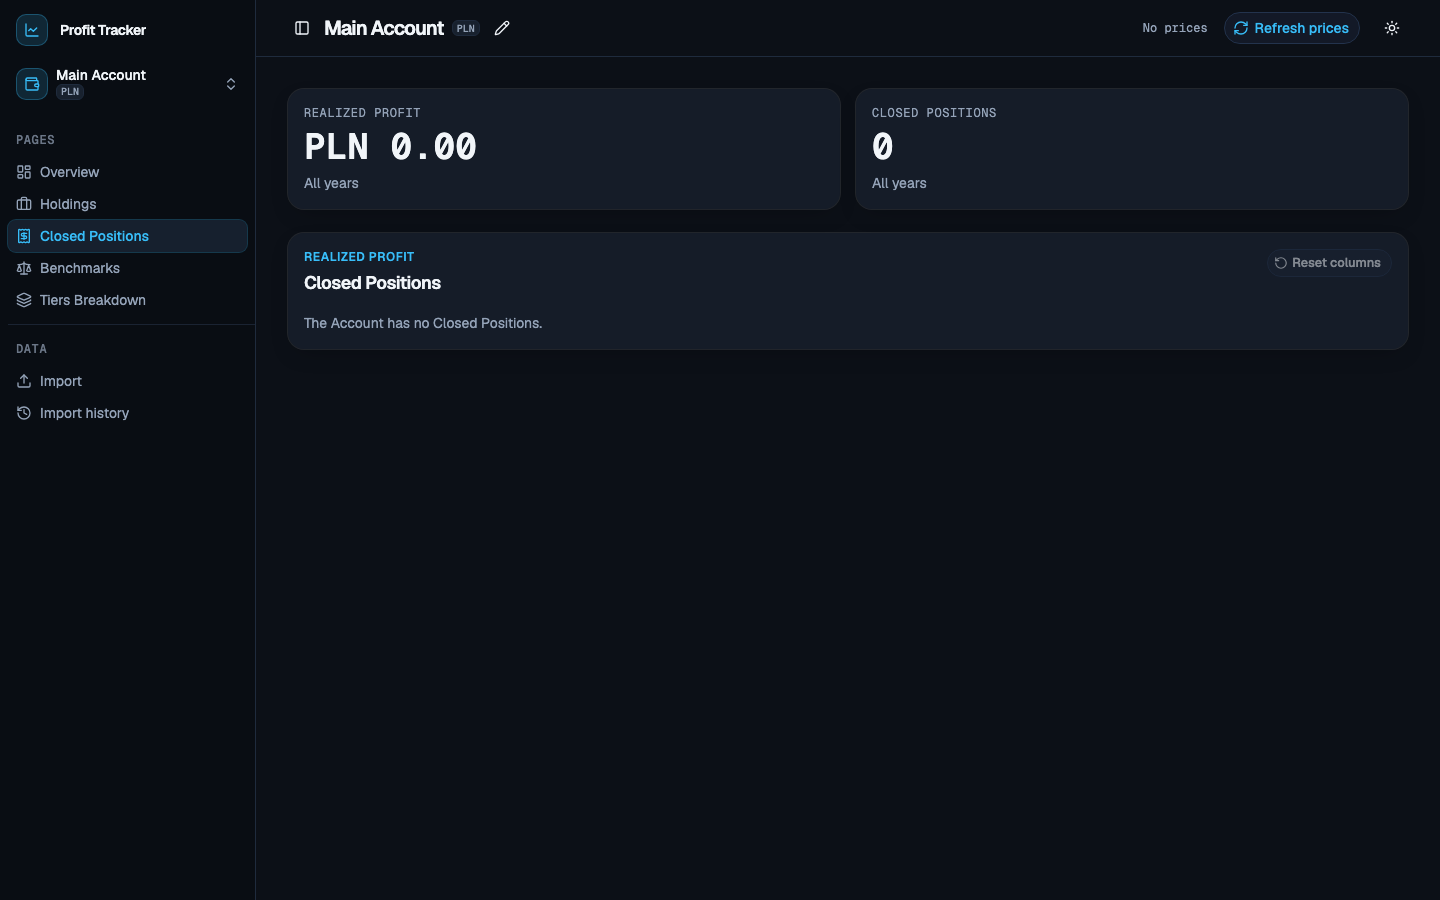 Profit Tracker
Main Account
PLN
PAGES
Overview
Holdings
Closed Positions
Benchmarks
Tiers Breakdown
DATA
Import
Import history
Main Account PLN
No prices
Refresh prices
REALIZED PROFIT
PLN 0.00
All years
CLOSED POSITIONS
0
All years
REALIZED PROFIT
Closed Positions
Reset columns
The Account has no Closed Positions.